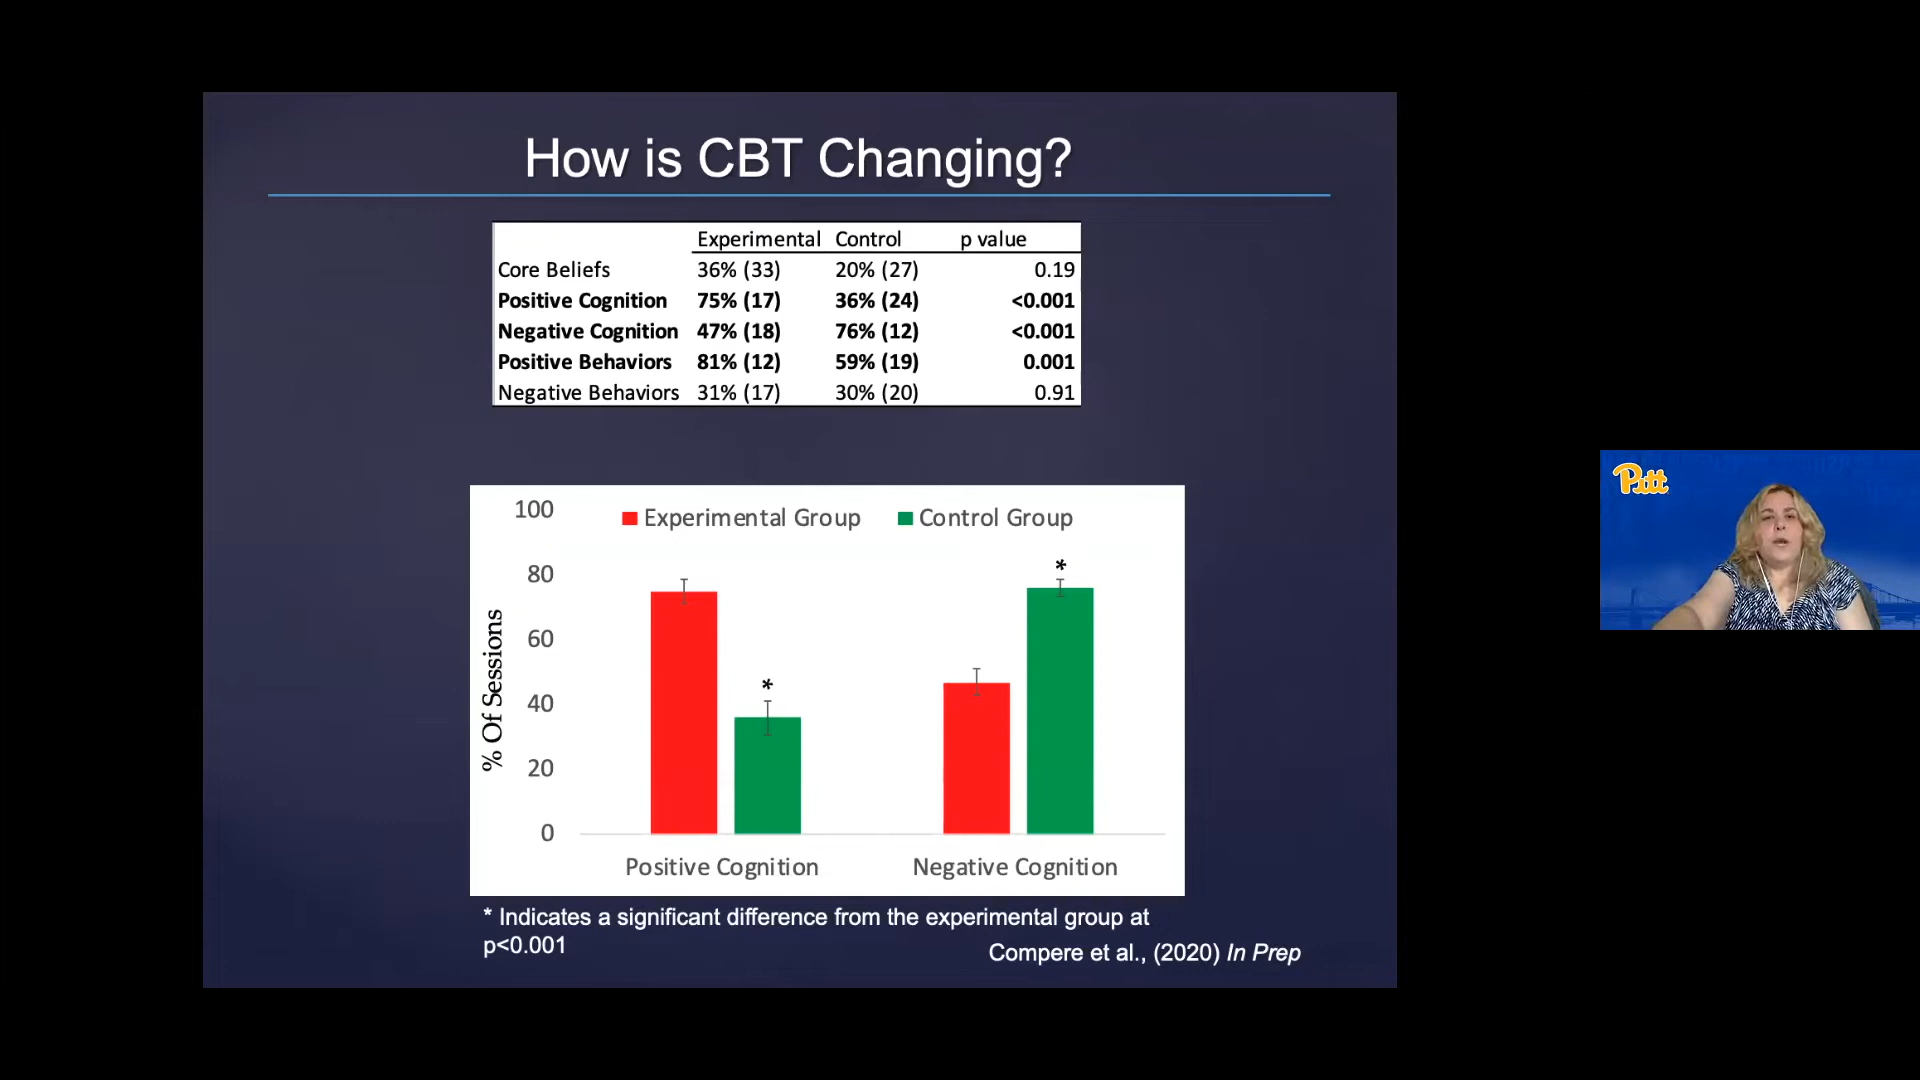 How is CBT Changing?
Experimental Control p value
Core Beliefs 36% (33) 20% (27) 0.19
Positive Cognition 75% (17) 36% (24) <0.001
Negative Cognition 47% (18) 76% (12) <0.001
Positive Behaviors 81% (12) 59% (19) 0.001
Negative Behaviors 31% (17) 30% (20) 0.91
Experimental Group Control Group
% Of Sessions
100
80
60
40
20
0
*
*
Positive Cognition Negative Cognition
* Indicates a significant difference from the experimental group at
p<0.001
Compere et al., (2020) In Prep
Pitt